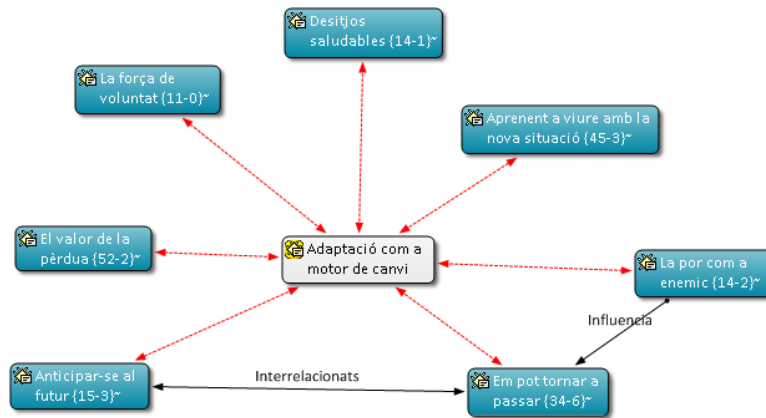 Desitjos
saludables {14-1}~
La força de
voluntat {11-0}~
Aprenent a viure amb la
nova situació {45-3}~
El valor de la
pèrdua {52-2}~
Adaptació com a
motor de canvi
La por com a
enemic {14-2}~
Influencia
Anticipar-se al
futur {15-3}~
Interrelacionats
Em pot tornar a
passar {34-6}~